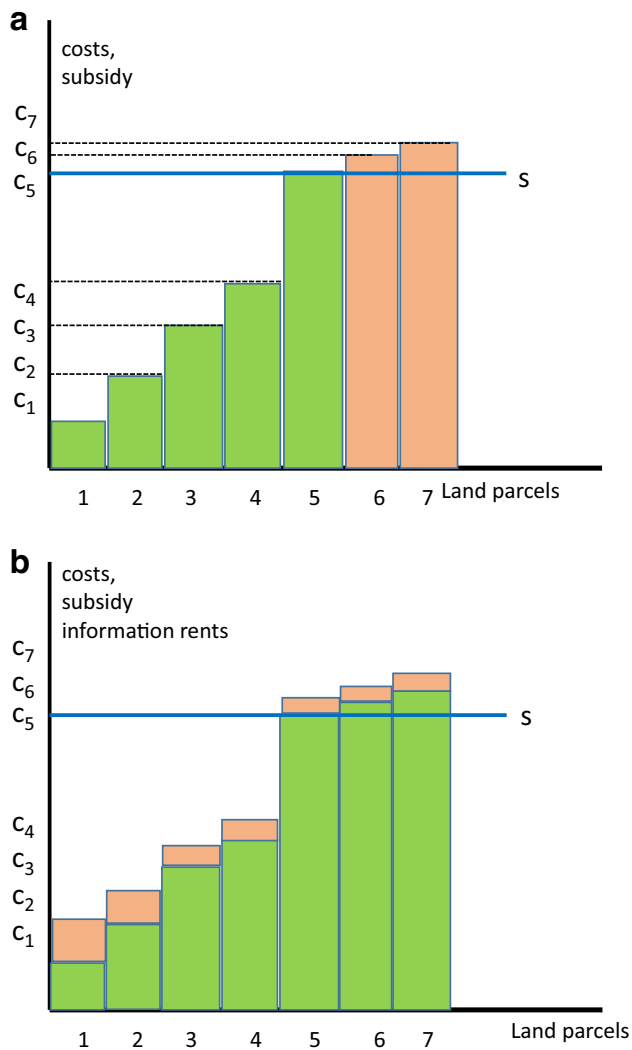 a
costs,
subsidy
c7
c6
c5
s
c4
c3
c2
c1
1 2 3 4 5 6 7 Land parcels
b
costs,
subsidy
information rents
c7
c6
c5
s
c4
c3
c2
c1
1 2 3 4 5 6 7
Land parcels